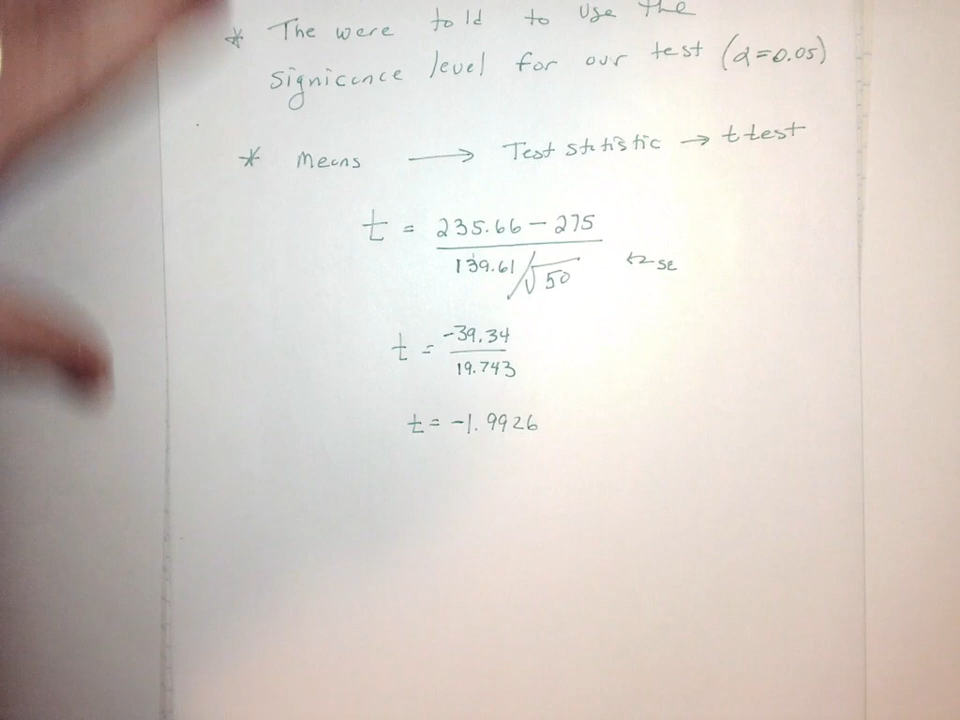 * The were told to use the
signicence level for our test (α=0.05)
* Means → Test statistic → t test
t = 235.66 - 275
139.61/√50 ← se
t = -39.34
19.743
t = -1.9926